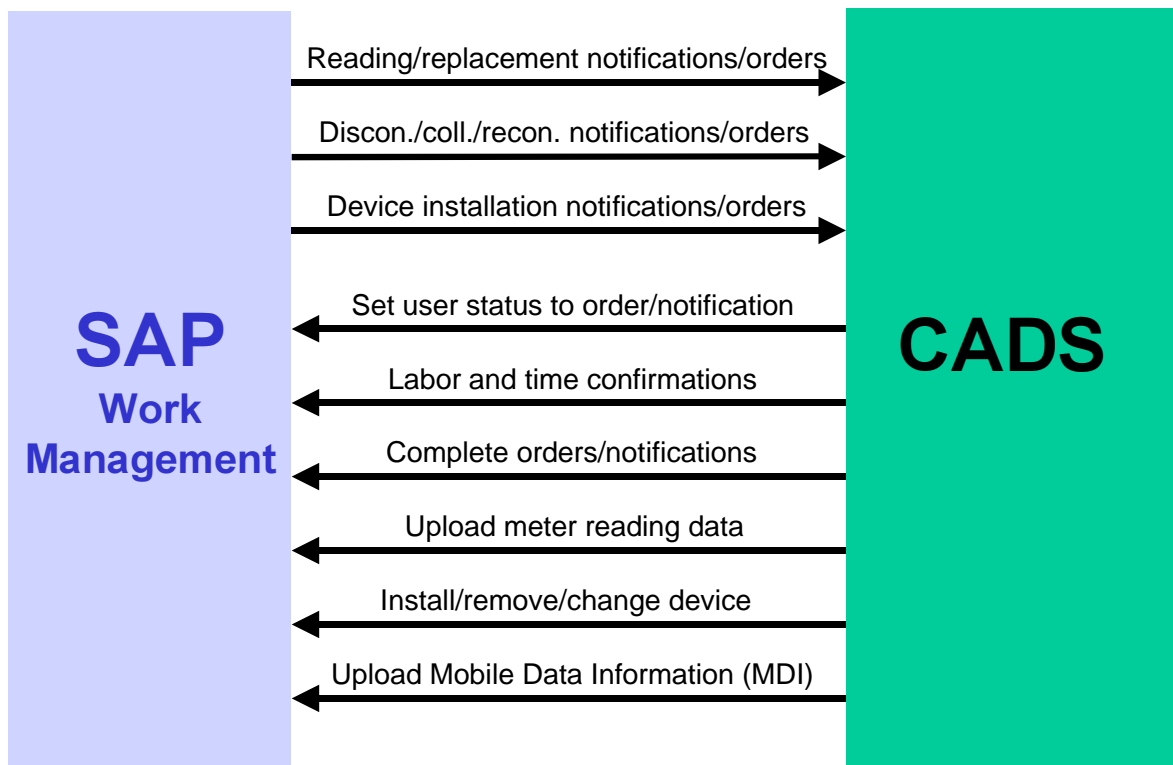 Reading/replacement notifications/orders
Discon./coll./recon. notifications/orders
Device installation notifications/orders
Set user status to order/notification
SAP
Work
Management
CADS
Labor and time confirmations
Complete orders/notifications
Upload meter reading data
Install/remove/change device
Upload Mobile Data Information (MDI)